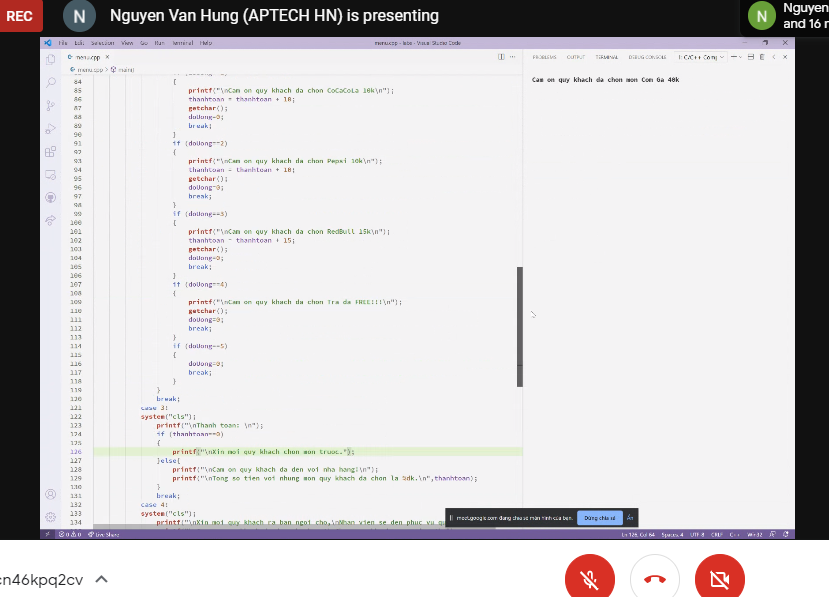 REC
N
Nguyen Van Hung (APTECH HN) is presenting
N
Nguyen
and 16
File Edit Selection View Go Run Terminal Help
menu.cpp - labs - Visual Studio Code
menu.cpp ×
PROBLEMS OUTPUT TERMINAL DEBUG CONSOLE
menu.cpp > main()
Cam on quy khach da chon mon Com Ga 40k
84 {
85 printf("\nCam on quy khach da chon CoCaCoLa 10k\n");
86 thanhtoan = thanhtoan + 10;
87 getchar();
88 doUong=0;
89 break;
90 }
91 if (doUong==2)
92 {
93 printf("\nCam on quy khach da chon Pepsi 10k\n");
94 thanhtoan = thanhtoan + 10;
95 getchar();
96 doUong=0;
97 break;
98 }
99 if (doUong==3)
100 {
101 printf("\nCam on quy khach da chon RedBull 15k\n");
102 thanhtoan = thanhtoan + 15;
103 getchar();
104 doUong=0;
105 break;
106 }
107 if (doUong==4)
108 {
109 printf("\nCam on quy khach da chon Tra da FREE!!!\n");
110 getchar();
111 doUong=0;
112 break;
113 }
114 if (doUong==5)
115 {
116 doUong=0;
117 break;
118 }
119 }
120 break;
121 case 3:
122 system("cls");
123 printf("\nThanh toan: \n");
124 if (thanhtoan==0)
125 {
126 printf("\nXin moi quy khach chon mon truoc.");
127 }else{
128 printf("\nCam on quy khach da den voi nha hang!\n");
129 printf("\nTong so tien voi nhung mon quy khach da chon la %dk.\n",thanhtoan);
130 }
131 break;
132 case 4:
133 system("cls");
134 printf("\nXin moi quy khach ra ban ngoi cho,\nNhan vien se den phuc vu qu
meet.google.com đang chia sẻ màn hình của bạn. Dừng chia sẻ Ẩn
0 0 Live Share
Ln 126, Col 64 Spaces: 4 UTF-8 CRLF C++ Win32
cn46kpq2cv